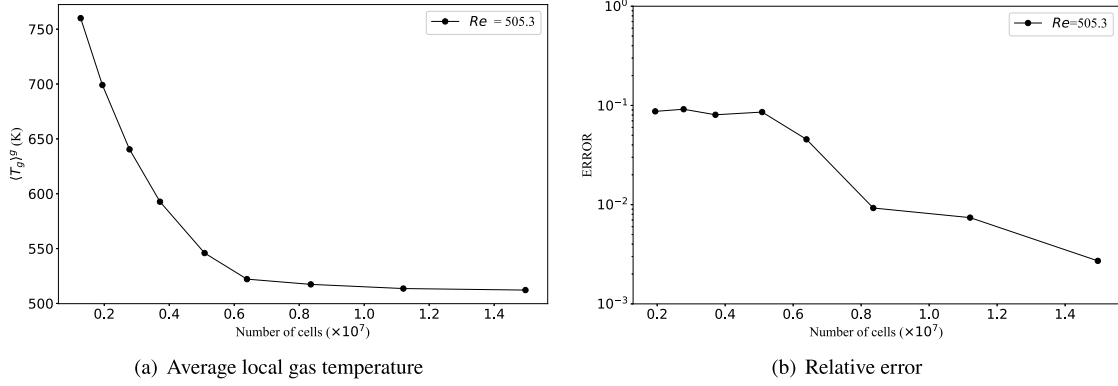 750
700
650
600
550
500
⟨T_g⟩^g (K)
Re = 505.3
0.2 0.4 0.6 0.8 1.0 1.2 1.4
Number of cells (×10^7)
(a) Average local gas temperature
10^0
10^-1
10^-2
10^-3
ERROR
Re=505.3
0.2 0.4 0.6 0.8 1.0 1.2 1.4
Number of cells (×10^7)
(b) Relative error